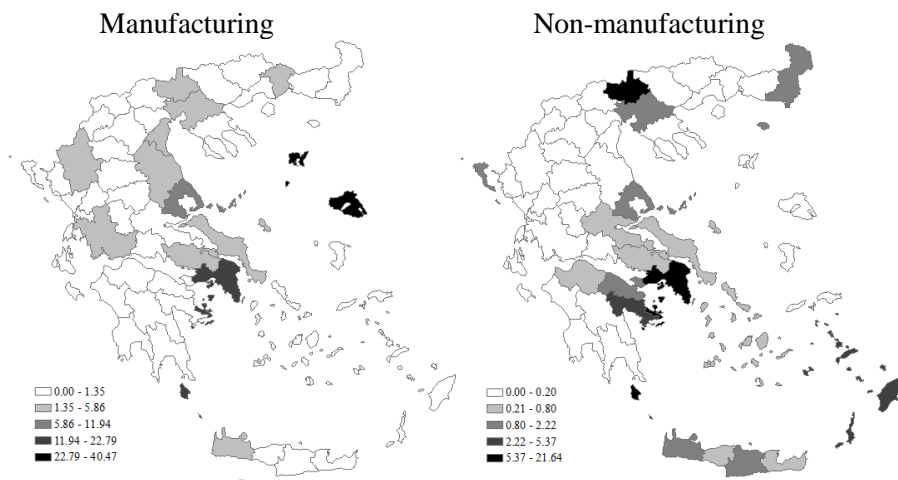 Manufacturing
Non-manufacturing
0.00 - 1.35
1.35 - 5.86
5.86 - 11.94
11.94 - 22.79
22.79 - 40.47
0.00 - 0.20
0.21 - 0.80
0.80 - 2.22
2.22 - 5.37
5.37 - 21.64